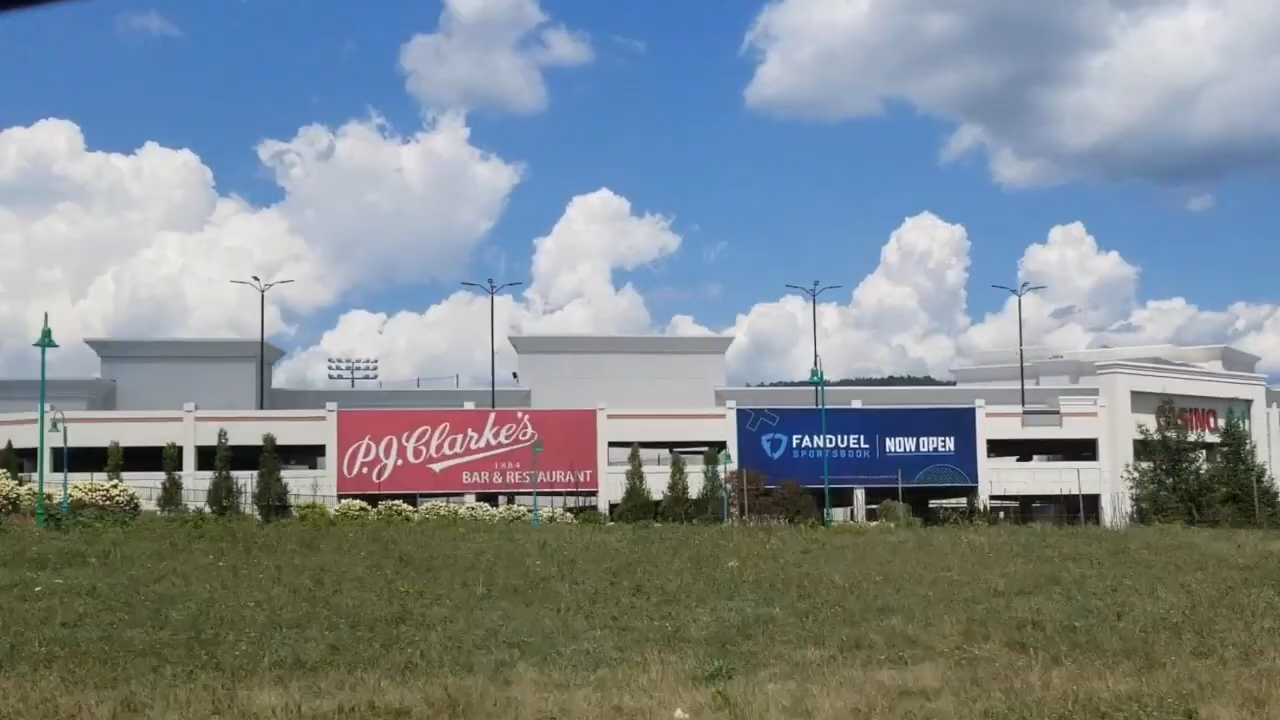 P.J. Clarke's
1884
BAR & RESTAURANT
FANDUEL
SPORTSBOOK
NOW OPEN
CASINO